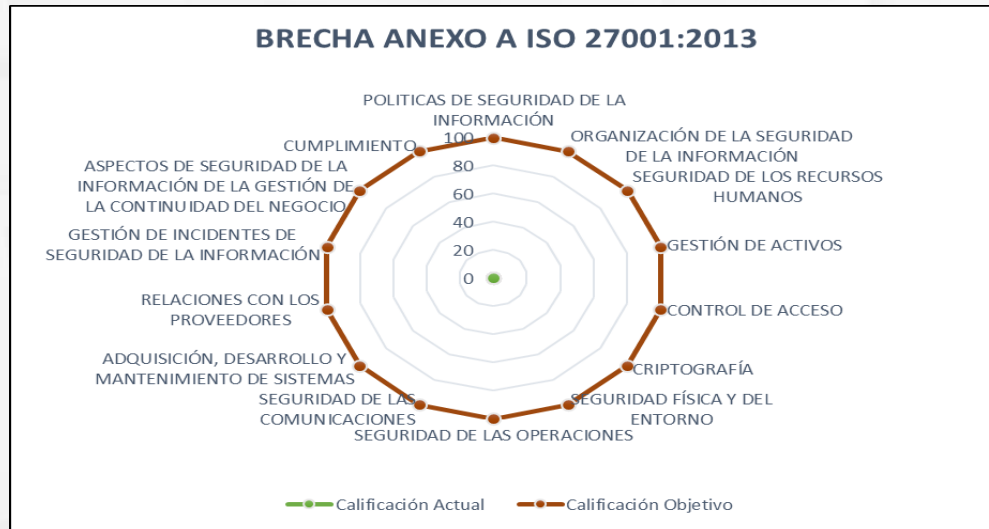 BRECHA ANEXO A ISO 27001:2013
POLITICAS DE SEGURIDAD DE LA
INFORMACIÓN
ORGANIZACIÓN DE LA SEGURIDAD
DE LA INFORMACIÓN
SEGURIDAD DE LOS RECURSOS
HUMANOS
GESTIÓN DE ACTIVOS
CONTROL DE ACCESO
CRIPTOGRAFÍA
SEGURIDAD FÍSICA Y DEL
ENTORNO
SEGURIDAD DE LAS OPERACIONES
SEGURIDAD DE LAS
COMUNICACIONES
ADQUISICIÓN, DESARROLLO Y
MANTENIMIENTO DE SISTEMAS
RELACIONES CON LOS
PROVEEDORES
GESTIÓN DE INCIDENTES DE
SEGURIDAD DE LA INFORMACIÓN
ASPECTOS DE SEGURIDAD DE LA
INFORMACIÓN DE LA GESTIÓN DE
LA CONTINUIDAD DEL NEGOCIO
CUMPLIMIENTO
100
80
60
40
20
0
Calificación Actual
Calificación Objetivo